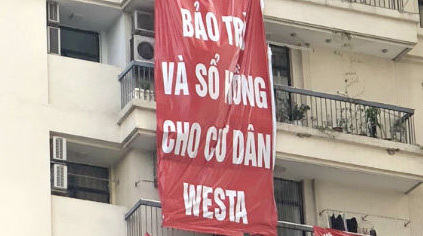 BẢO TRÌ
VÀ SỔ HỒNG
CHO CƯ DÂN
WESTA